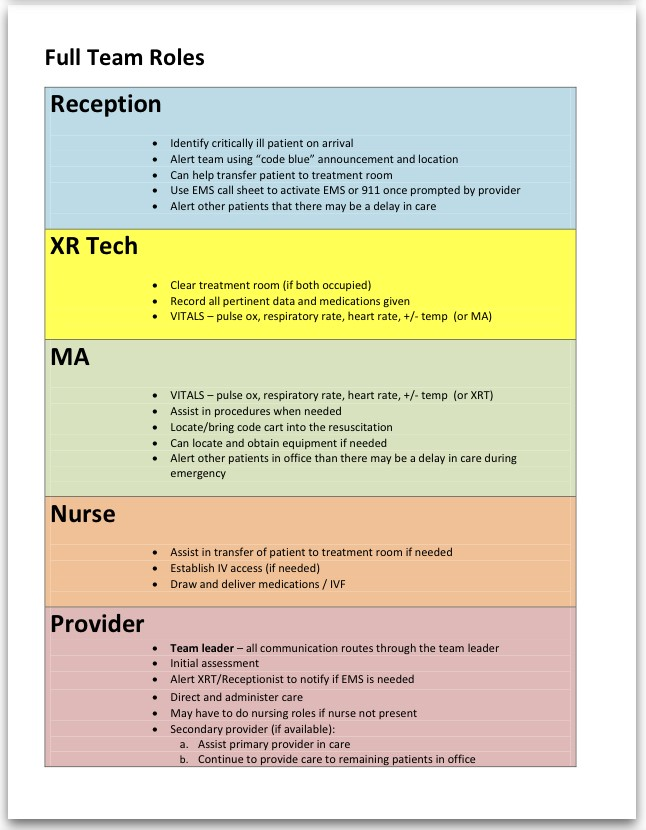 Full Team Roles
Reception
• Identify critically ill patient on arrival
• Alert team using “code blue” announcement and location
• Can help transfer patient to treatment room
• Use EMS call sheet to activate EMS or 911 once prompted by provider
• Alert other patients that there may be a delay in care
XR Tech
• Clear treatment room (if both occupied)
• Record all pertinent data and medications given
• VITALS – pulse ox, respiratory rate, heart rate, +/- temp  (or MA)
MA
• VITALS – pulse ox, respiratory rate, heart rate, +/- temp  (or XRT)
• Assist in procedures when needed
• Locate/bring code cart into the resuscitation
• Can locate and obtain equipment if needed
• Alert other patients in office than there may be a delay in care during
emergency
Nurse
• Assist in transfer of patient to treatment room if needed
• Establish IV access (if needed)
• Draw and deliver medications / IVF
Provider
• Team leader – all communication routes through the team leader
• Initial assessment
• Alert XRT/Receptionist to notify if EMS is needed
• Direct and administer care
• May have to do nursing roles if nurse not present
• Secondary provider (if available):
a. Assist primary provider in care
b. Continue to provide care to remaining patients in office